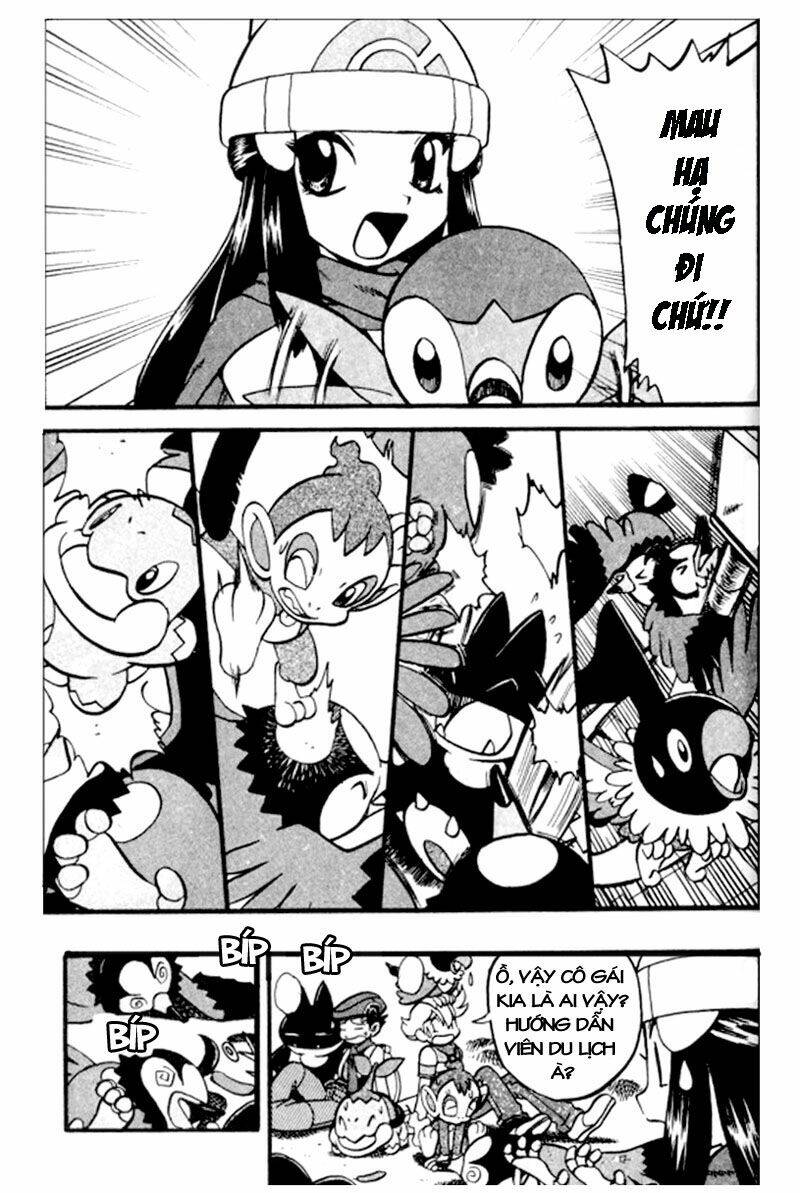 MAU
HẠ
CHÚNG
ĐI
CHỨ!!
BÍP
BÍP
BÍP
Ồ, VẬY CÔ GÁI
KIA LÀ AI VẬY?
HƯỚNG DẪN
VIÊN DU LỊCH
À?